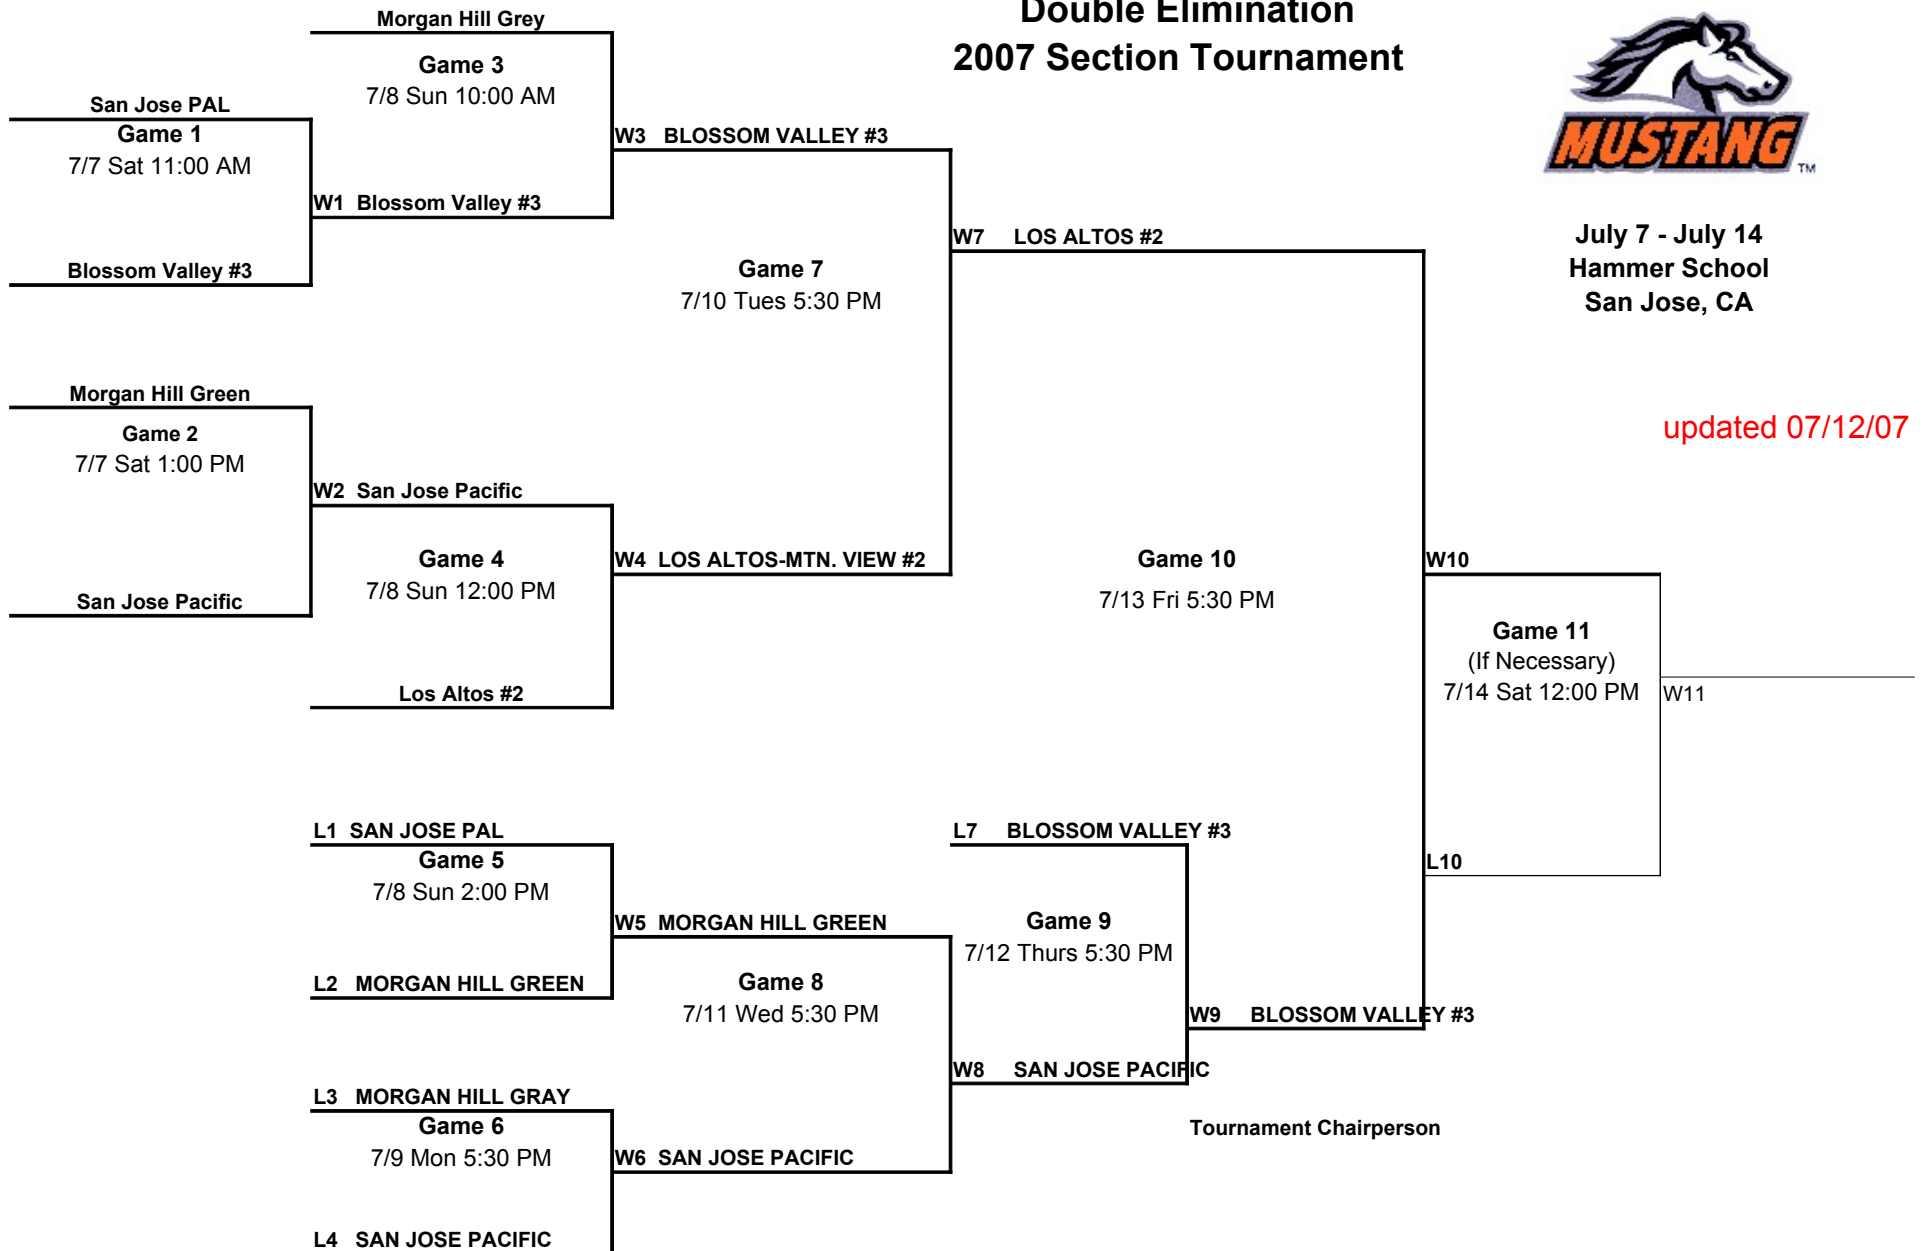 Double Elimination
2007 Section Tournament
MUSTANG TM
July 7 - July 14
Hammer School
San Jose, CA
updated 07/12/07
Morgan Hill Grey
Game 3
7/8 Sun 10:00 AM
San Jose PAL
Game 1
7/7 Sat 11:00 AM
W1 Blossom Valley #3
Blossom Valley #3
W3 BLOSSOM VALLEY #3
W7 LOS ALTOS #2
Game 7
7/10 Tues 5:30 PM
Morgan Hill Green
Game 2
7/7 Sat 1:00 PM
W2 San Jose Pacific
San Jose Pacific
Game 4
7/8 Sun 12:00 PM
W4 LOS ALTOS-MTN. VIEW #2
Los Altos #2
Game 10
7/13 Fri 5:30 PM
W10
Game 11
(If Necessary)
7/14 Sat 12:00 PM
W11
L10
L1 SAN JOSE PAL
Game 5
7/8 Sun 2:00 PM
L2 MORGAN HILL GREEN
W5 MORGAN HILL GREEN
Game 8
7/11 Wed 5:30 PM
L7 BLOSSOM VALLEY #3
Game 9
7/12 Thurs 5:30 PM
W9 BLOSSOM VALLEY #3
W8 SAN JOSE PACIFIC
L3 MORGAN HILL GRAY
Game 6
7/9 Mon 5:30 PM
W6 SAN JOSE PACIFIC
L4 SAN JOSE PACIFIC
Tournament Chairperson